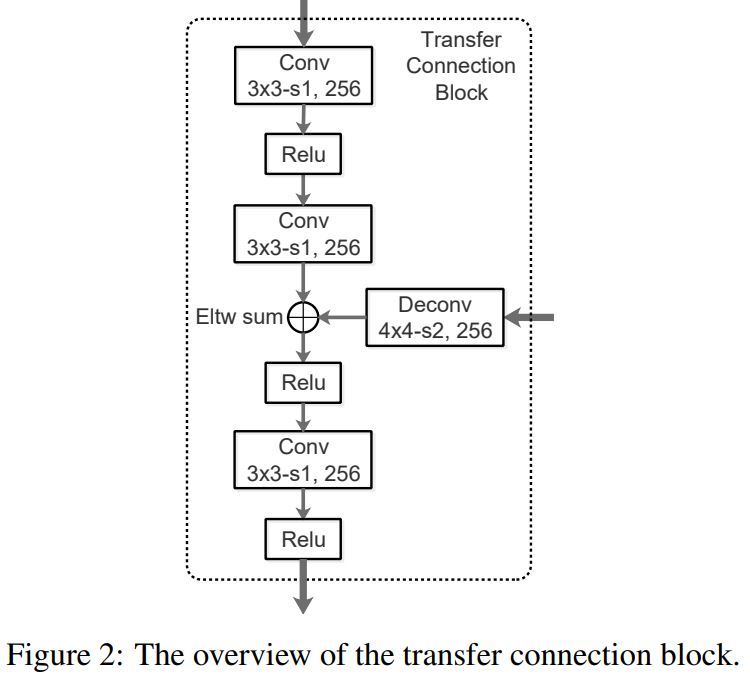 Transfer
Connection
Block
Conv
3x3-s1, 256
Relu
Conv
3x3-s1, 256
Eltw sum
Deconv
4x4-s2, 256
Relu
Conv
3x3-s1, 256
Relu
Figure 2: The overview of the transfer connection block.